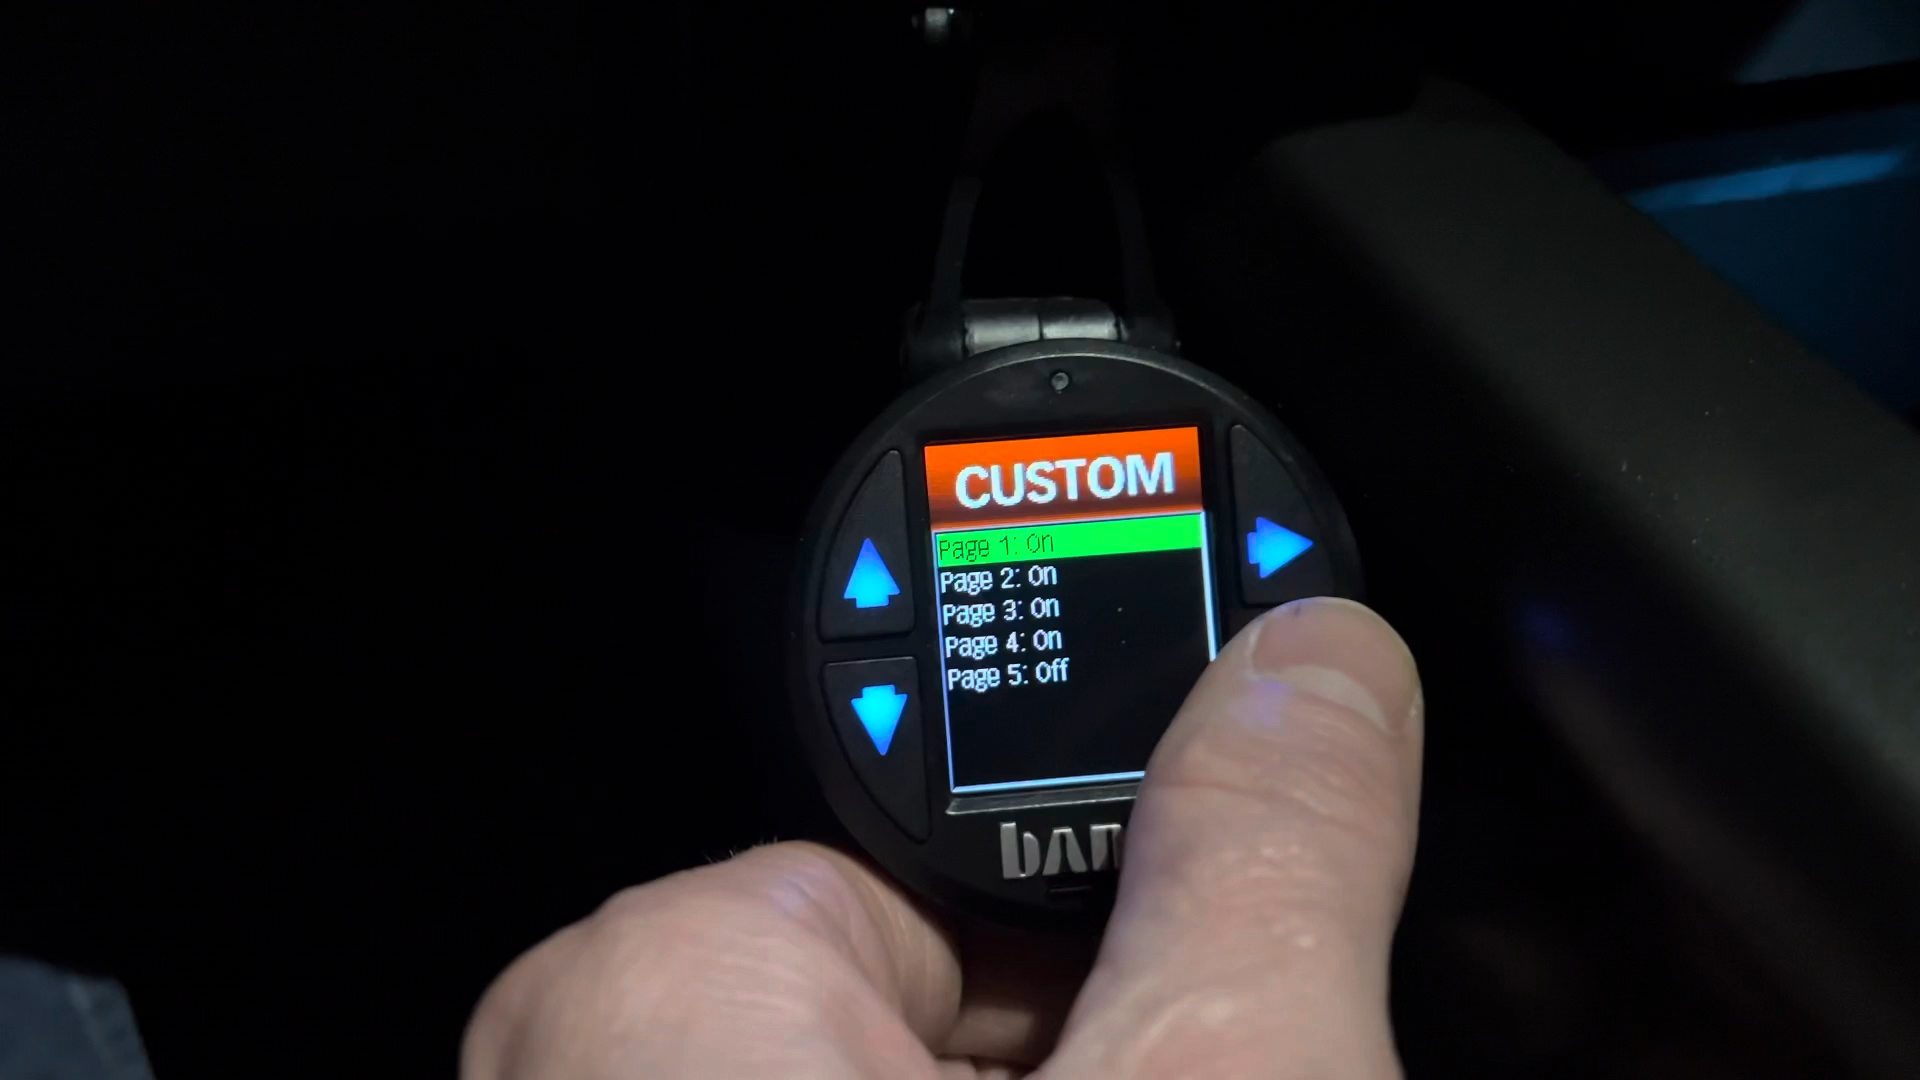 CUSTOM
Page 1: On
Page 2: On
Page 3: On
Page 4: On
Page 5: Off